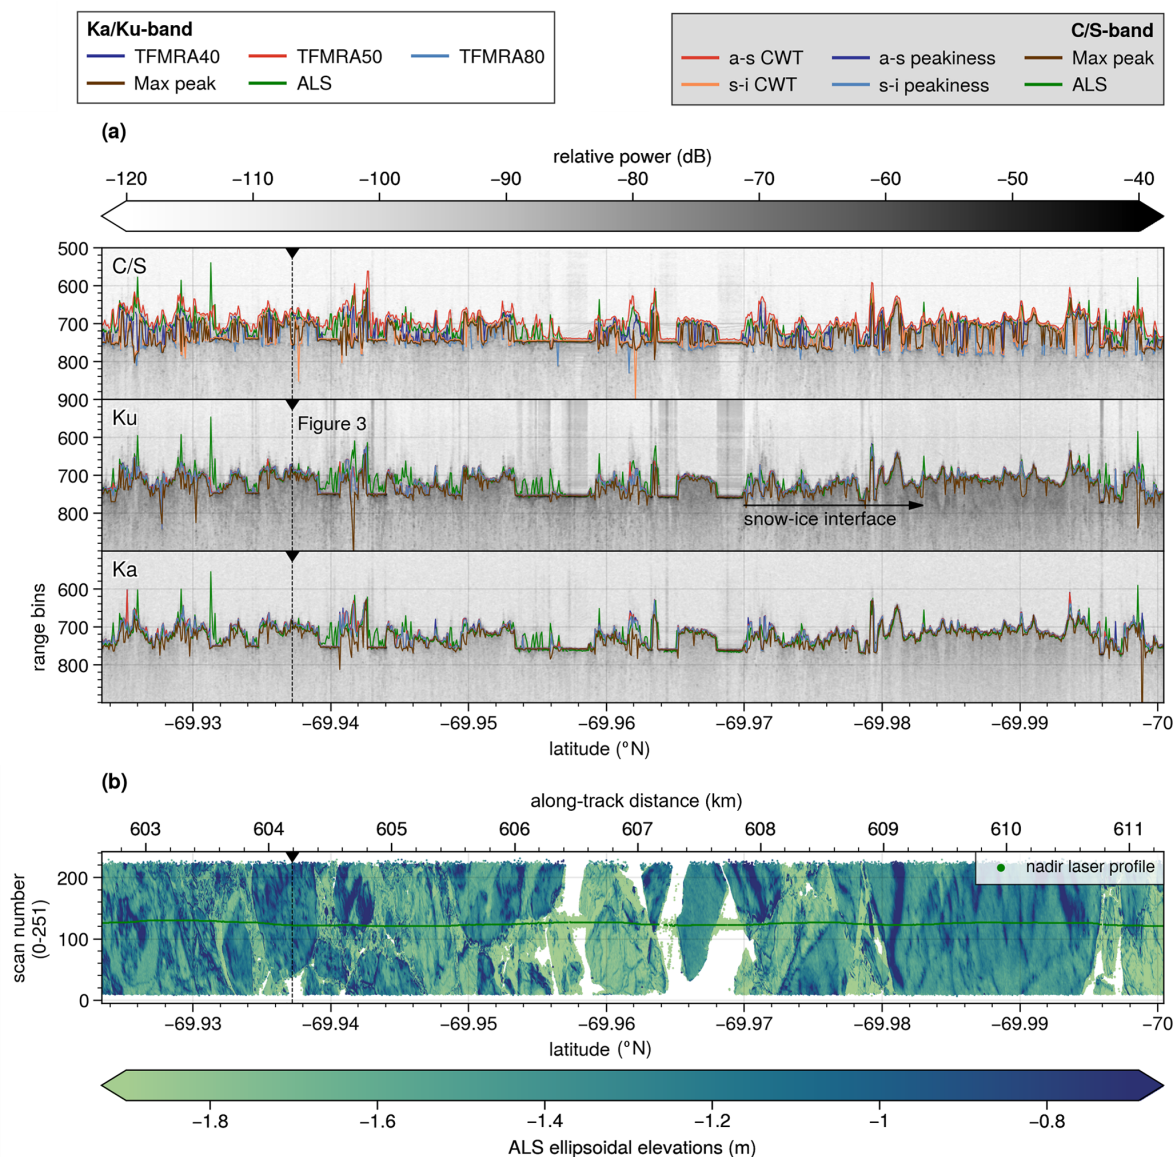 Ka/Ku-band
TFMRA40 TFMRA50 TFMRA80
Max peak ALS
C/S-band
a-s CWT a-s peakiness Max peak
s-i CWT s-i peakiness ALS
(a)
relative power (dB)
−120 −110 −100 −90 −80 −70 −60 −50 −40
500
C/S
600
700
800
900
Ku
Figure 3
600
700
800
snow-ice interface
Ka
600
700
800
range bins
−69.93 −69.94 −69.95 −69.96 −69.97 −69.98 −69.99 −70
latitude (°N)
(b)
along-track distance (km)
603 604 605 606 607 608 609 610 611
nadir laser profile
200
100
0
scan number
(0-251)
−69.93 −69.94 −69.95 −69.96 −69.97 −69.98 −69.99 −70
latitude (°N)
−1.8 −1.6 −1.4 −1.2 −1 −0.8
ALS ellipsoidal elevations (m)